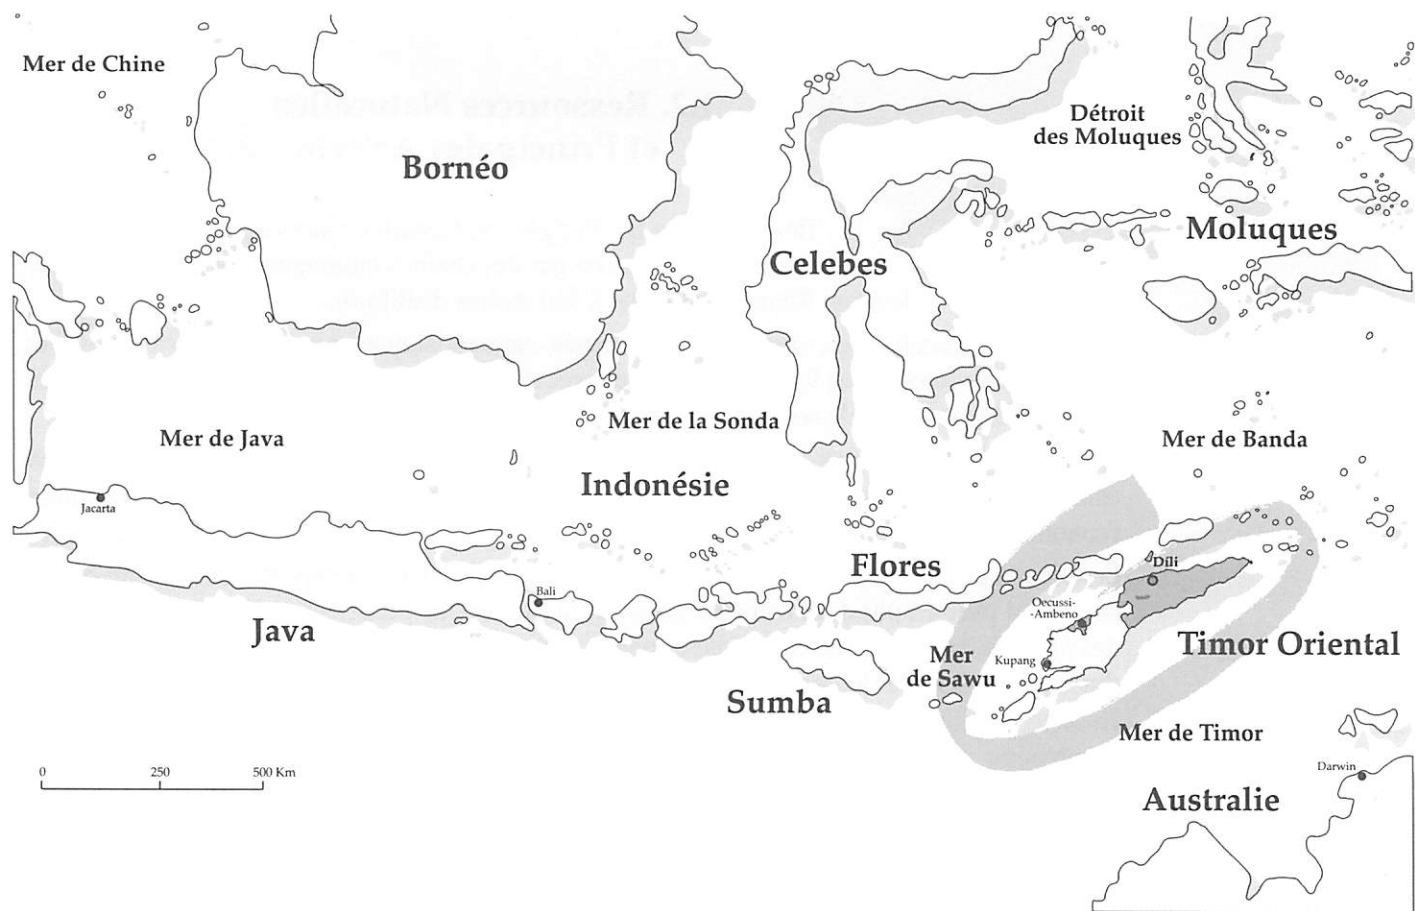 Mer de Chine
Bornéo
Détroit
des Moluques
Moluques
Celebes
Mer de Java
Mer de la Sonda
Mer de Banda
Indonésie
Jacarta
Flores
Díli
Bali
Oecussi-
-Ambeno
Java
Kupang
Mer
de Sawu
Timor Oriental
Sumba
Mer de Timor
0 250 500 Km
Darwin
Australie